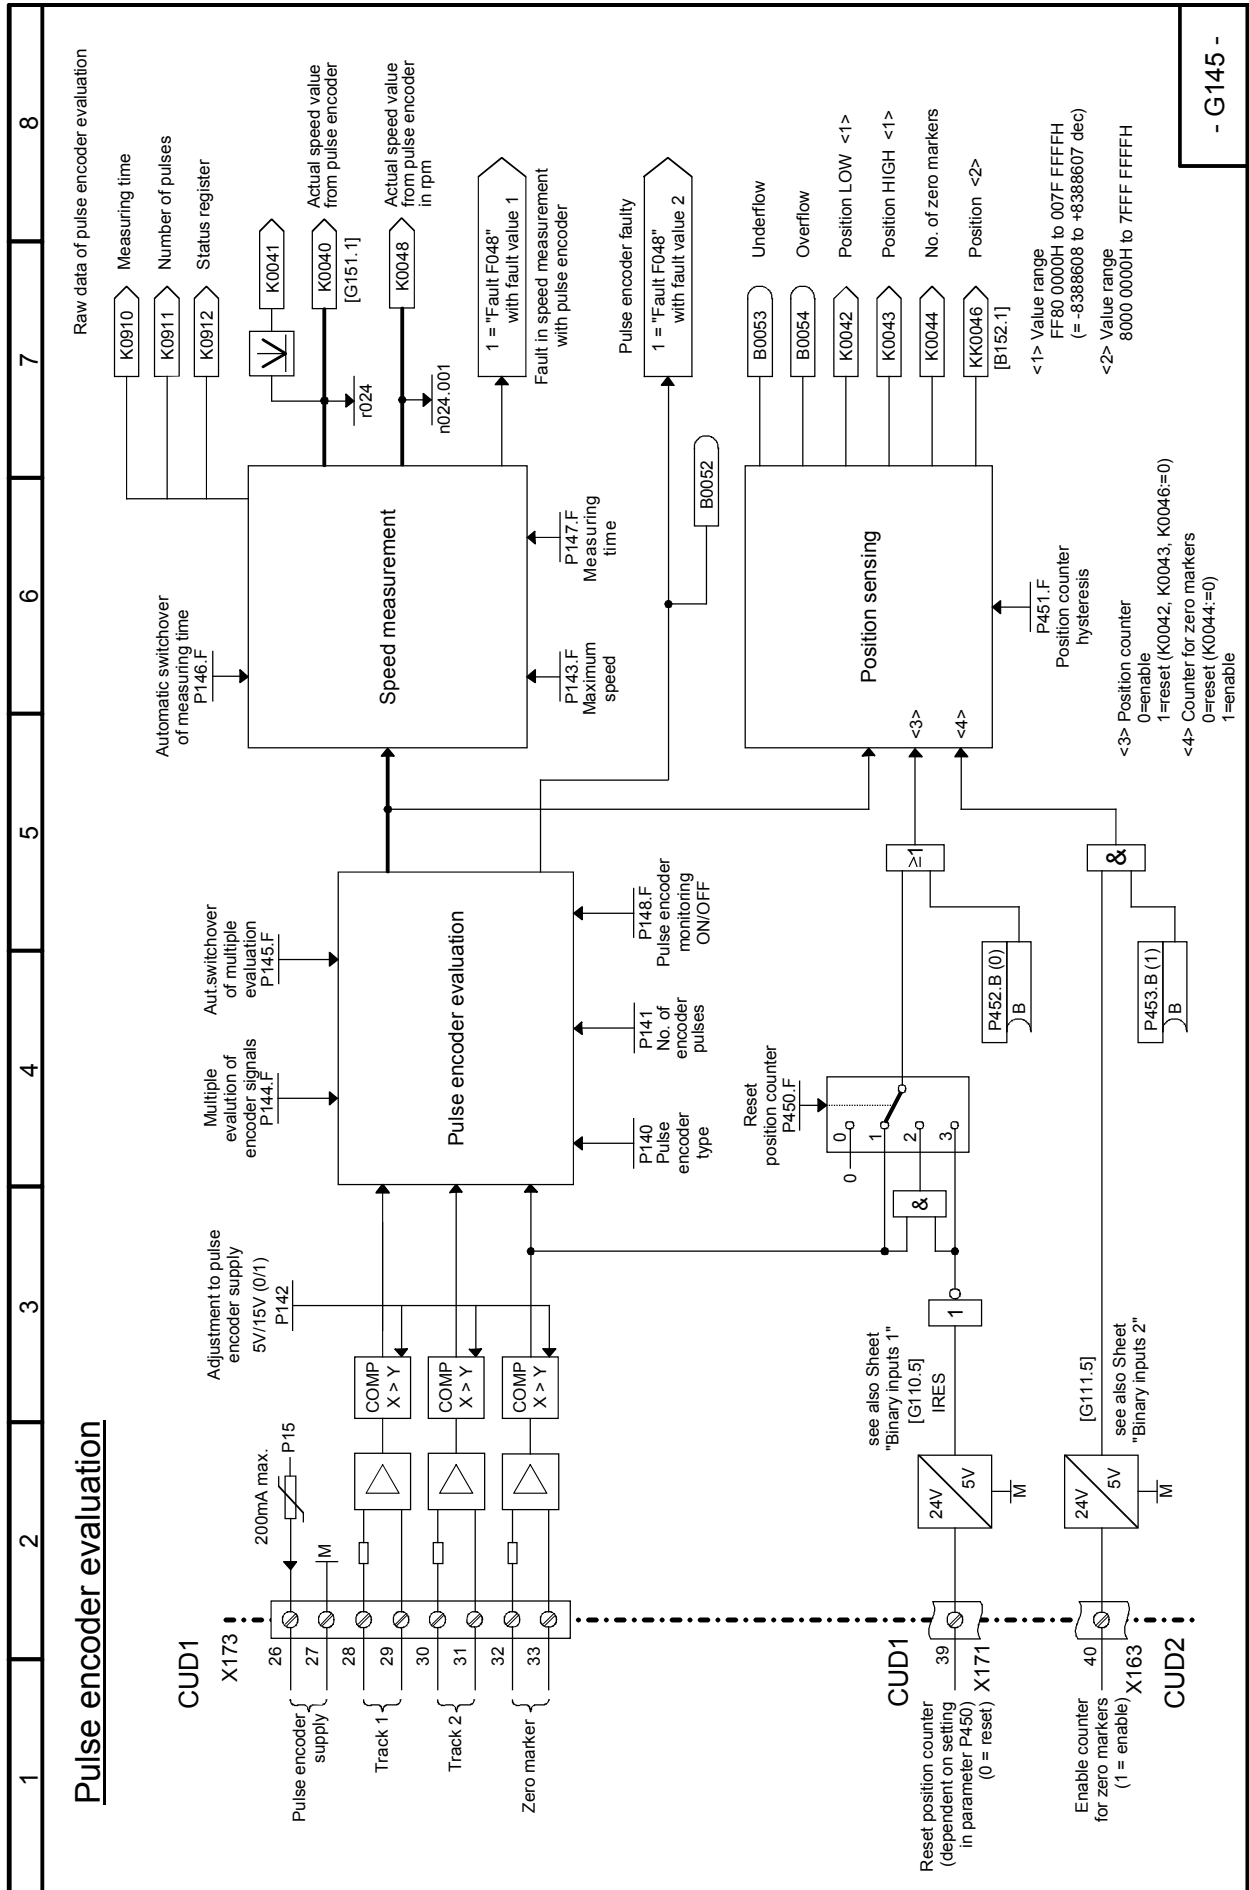 1 2 3 4 5 6 7 8
Pulse encoder evaluation
CUD1
X173
Pulse encoder
supply
26
27
200mA max.
P15
M
Track 1
28
29
Track 2
30
31
Zero marker
32
33
COMP
X > Y
COMP
X > Y
COMP
X > Y
Adjustment to pulse
encoder supply
5V/15V (0/1)
P142
Multiple
evalution of
encoder signals
P144.F
Aut.switchover
of multiple
evaluation
P145.F
Pulse encoder evaluation
P140
Pulse
encoder
type
P141
No. of
encoder
pulses
P148.F
Pulse encoder
monitoring
ON/OFF
Automatic switchover
of measuring time
P146.F
Speed measurement
P143.F
Maximum
speed
P147.F
Measuring
time
Raw data of pulse encoder evaluation
K0910
Measuring time
K0911
Number of pulses
K0912
Status register
K0041
K0040
[G151.1]
Actual speed value
from pulse encoder
r024
K0048
Actual speed value
from pulse encoder
in rpm
n024.001
1 = "Fault F048"
with fault value 1
Fault in speed measurement
with pulse encoder
Pulse encoder faulty
1 = "Fault F048"
with fault value 2
B0052
Reset
position counter
P450.F
0
0
1
2
3
&
CUD1
39
X171
Reset position counter
(dependent on setting
in parameter P450)
(0 = reset)
24V
5V
M
see also Sheet
"Binary inputs 1"
[G110.5]
IRES
1
≥1
P452.B (0)
B
Enable counter
for zero markers
(1 = enable)
40
X163
CUD2
24V
5V
M
[G111.5]
see also Sheet
"Binary inputs 2"
&
P453.B (1)
B
Position sensing
<3>
<4>
P451.F
Position counter
hysteresis
B0053
Underflow
B0054
Overflow
K0042
Position LOW <1>
K0043
Position HIGH <1>
K0044
No. of zero markers
KK0046
[B152.1]
Position <2>
<1> Value range
FF80 0000H to 007F FFFFH
(= -8388608 to +8388607 dec)
<2> Value range
8000 0000H to 7FFF FFFFH
<3> Position counter
0=enable
1=reset (K0042, K0043, K0046:=0)
<4> Counter for zero markers
0=reset (K0044:=0)
1=enable
- G145 -